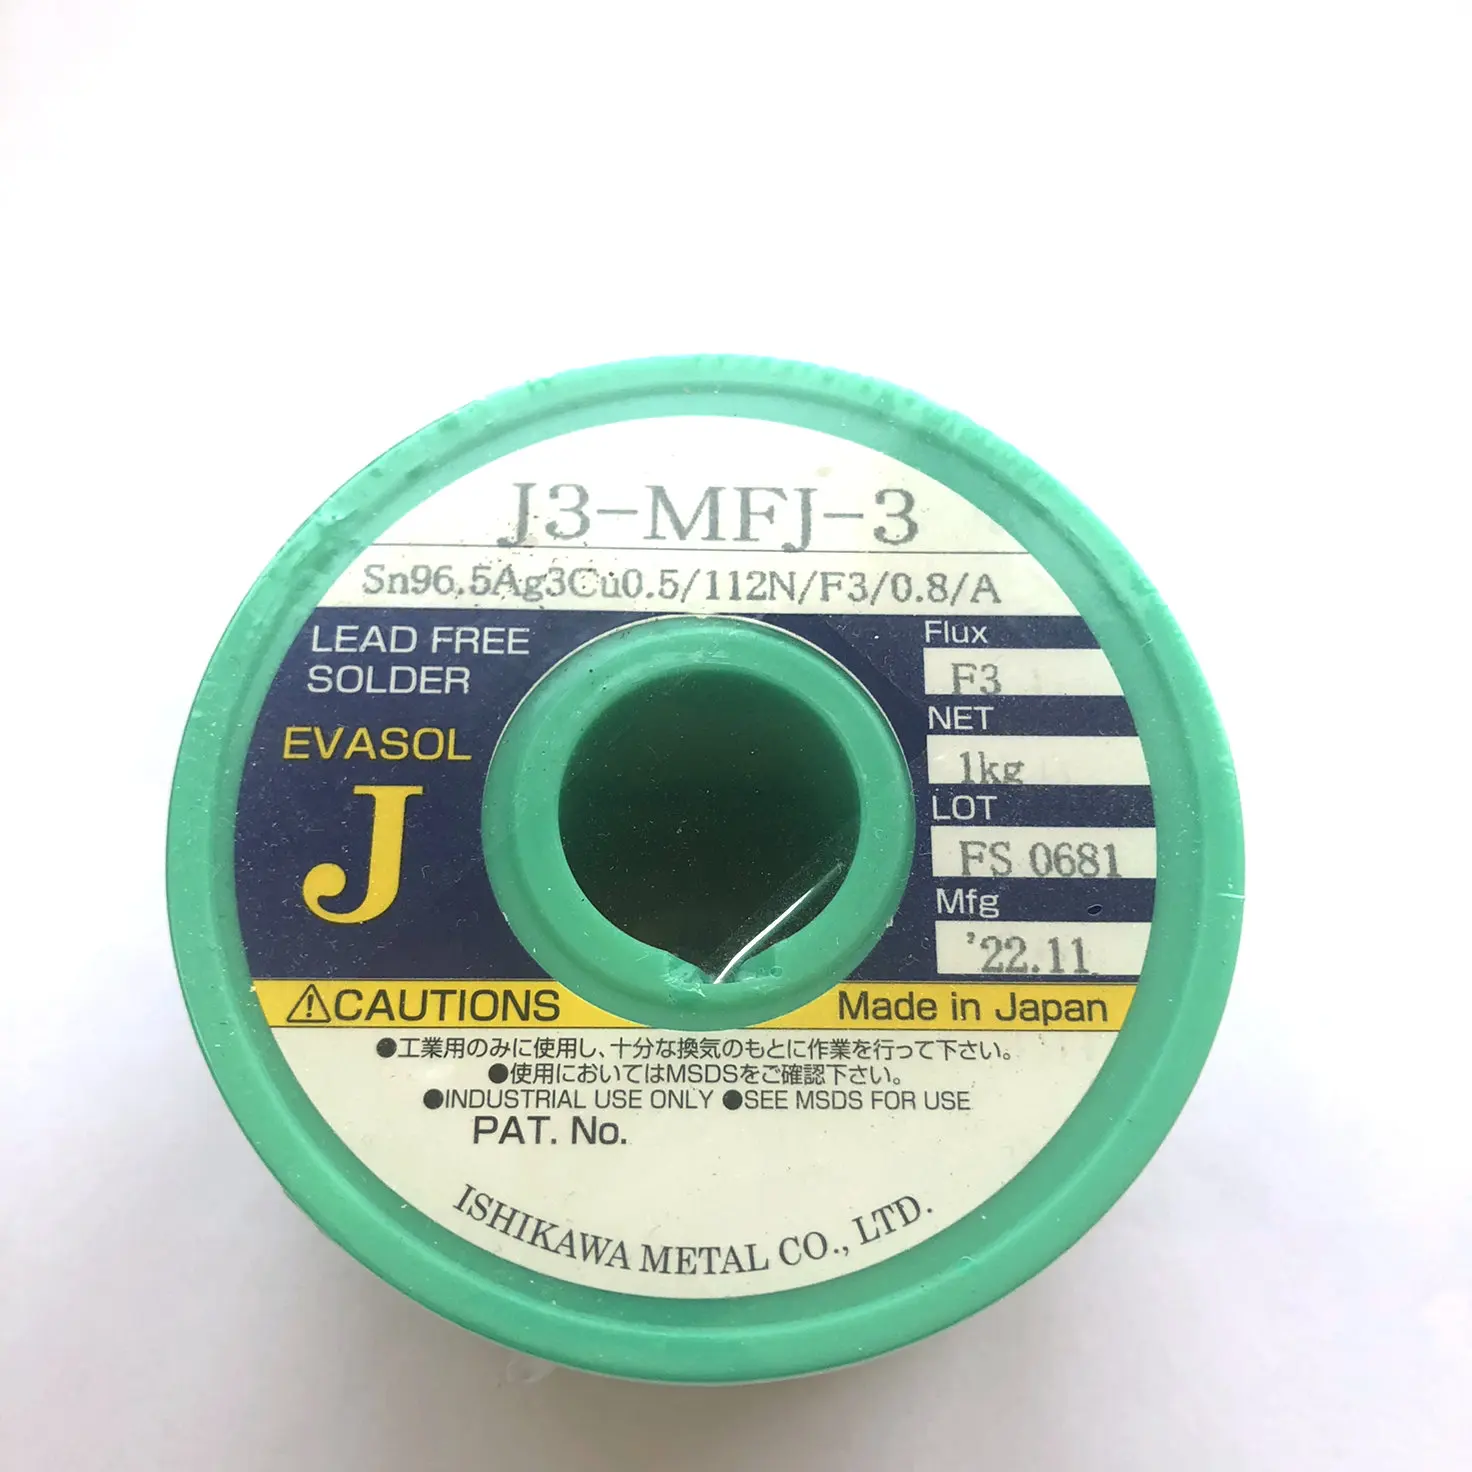 J3-MFJ-3
Sn96.5Ag3Cu0.5/112N/F3/0.8/A
LEAD FREE
SOLDER
EVASOL
J
Flux
F3
NET
1kg
LOT
FS 0681
Mfg
'22.11
⚠CAUTIONS
Made in Japan
●工業用のみに使用し、十分な換気のもとに作業を行って下さい。
●使用においてはMSDSをご確認下さい。
●INDUSTRIAL USE ONLY ●SEE MSDS FOR USE
PAT. No.
ISHIKAWA METAL CO., LTD.